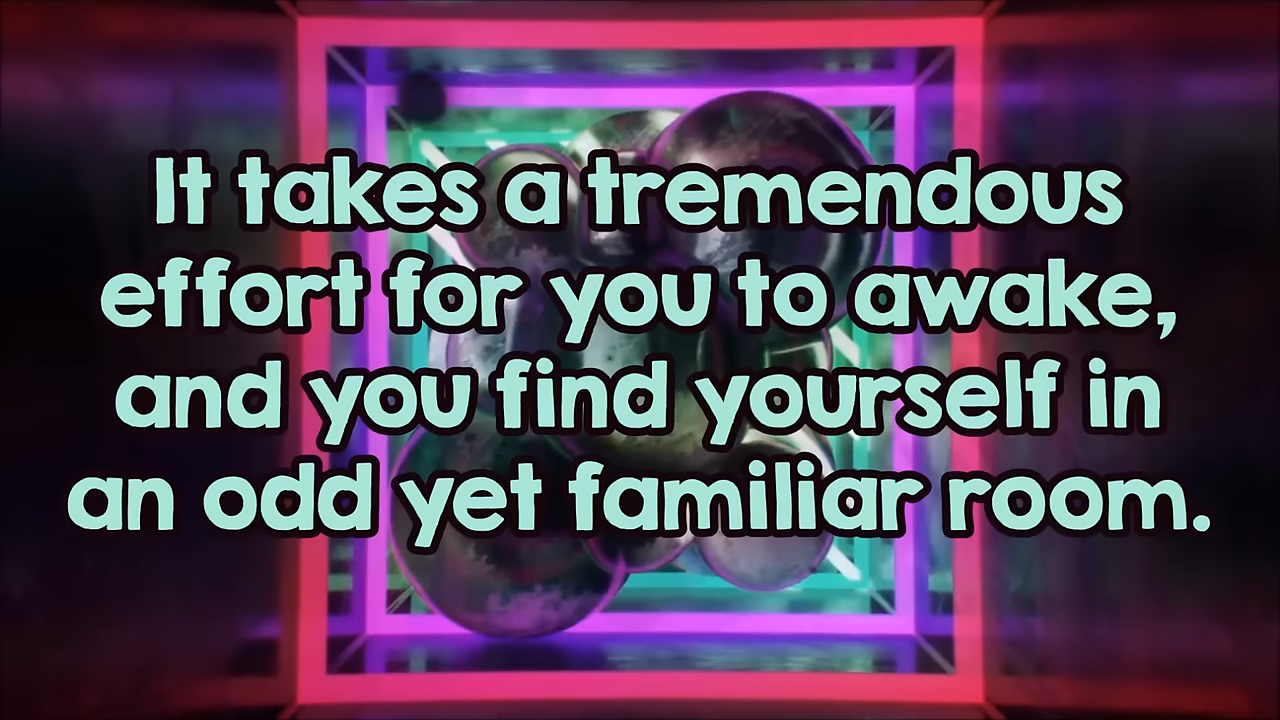 It takes a tremendous
effort for you to awake,
and you find yourself in
an odd yet familiar room.